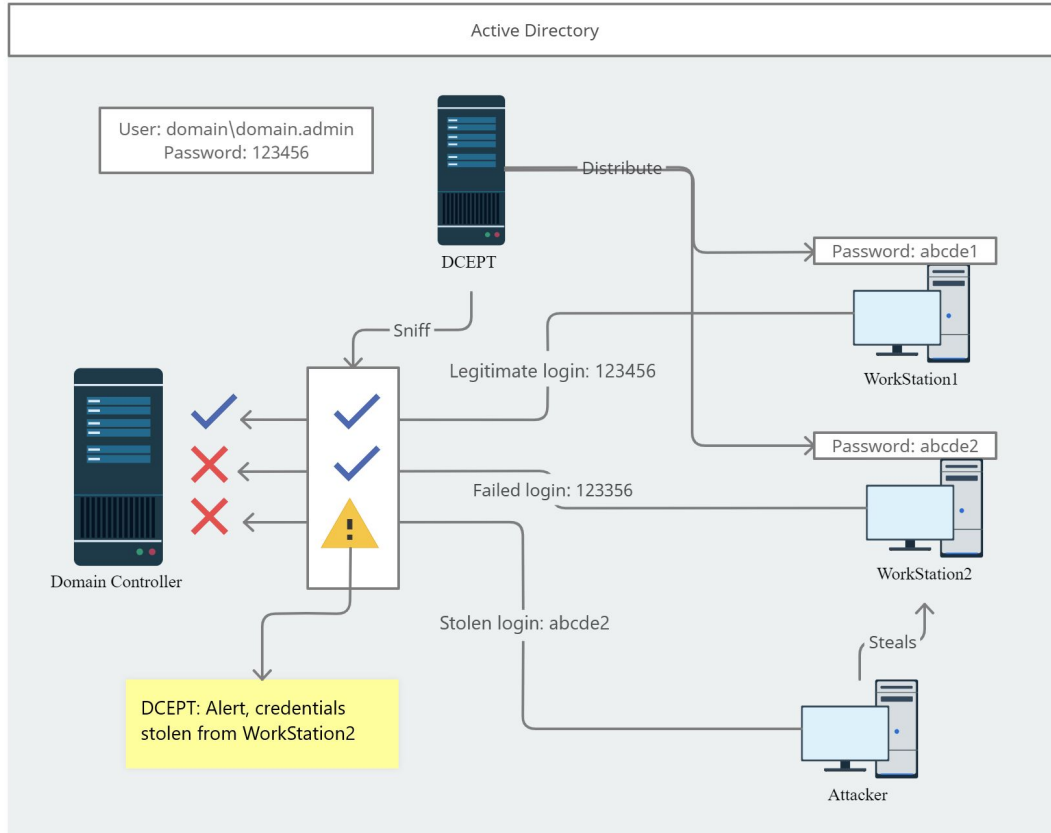 Active Directory
User: domain\domain.admin
Password: 123456
Distribute
DCEPT
Password: abcde1
Sniff
Legitimate login: 123456
WorkStation1
Password: abcde2
Failed login: 123356
Domain Controller
WorkStation2
Stolen login: abcde2
Steals
DCEPT: Alert, credentials
stolen from WorkStation2
Attacker